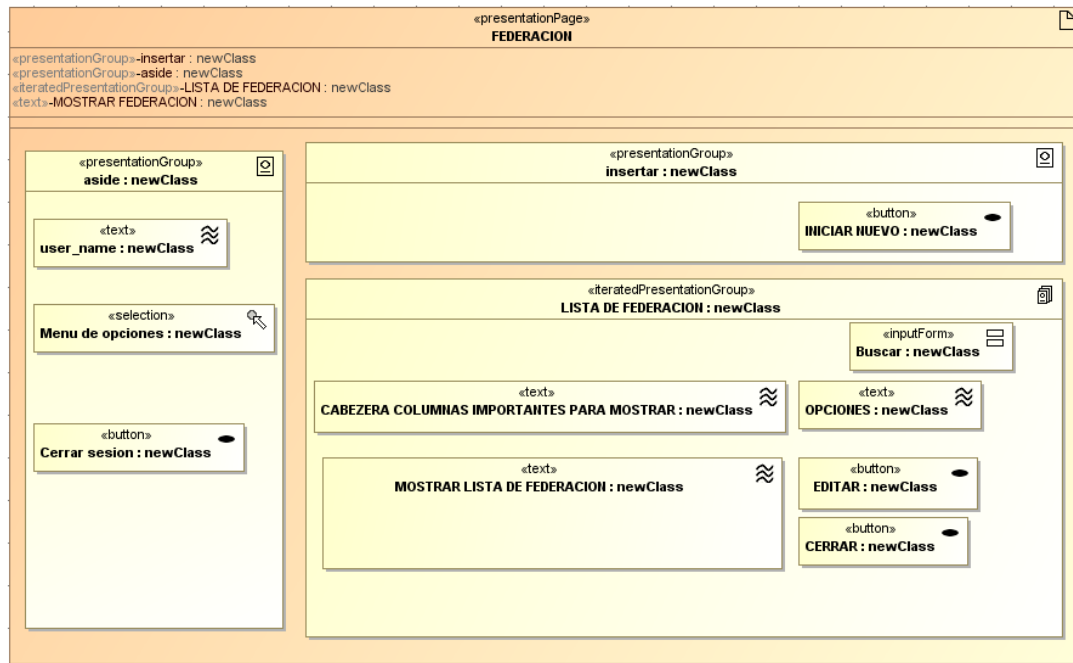 «presentationPage»
FEDERACION
«presentationGroup»-insertar : newClass
«presentationGroup»-aside : newClass
«iteratedPresentationGroup»-LISTA DE FEDERACION : newClass
«text»-MOSTRAR FEDERACION : newClass
«presentationGroup»
aside : newClass
«text»
user_name : newClass
«selection»
Menu de opciones : newClass
«button»
Cerrar sesion : newClass
«presentationGroup»
insertar : newClass
«button»
INICIAR NUEVO : newClass
«iteratedPresentationGroup»
LISTA DE FEDERACION : newClass
«inputForm»
Buscar : newClass
«text»
CABEZERA COLUMNAS IMPORTANTES PARA MOSTRAR : newClass
«text»
OPCIONES : newClass
«text»
MOSTRAR LISTA DE FEDERACION : newClass
«button»
EDITAR : newClass
«button»
CERRAR : newClass